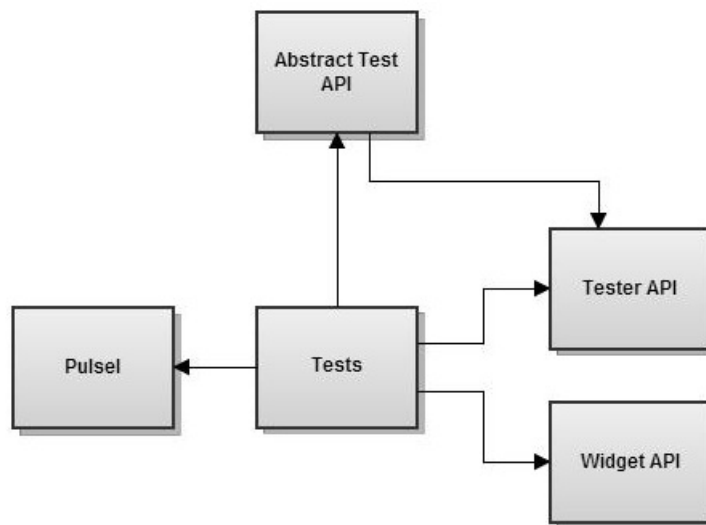 Abstract Test
API
Tester API
Pulsel
Tests
Widget API